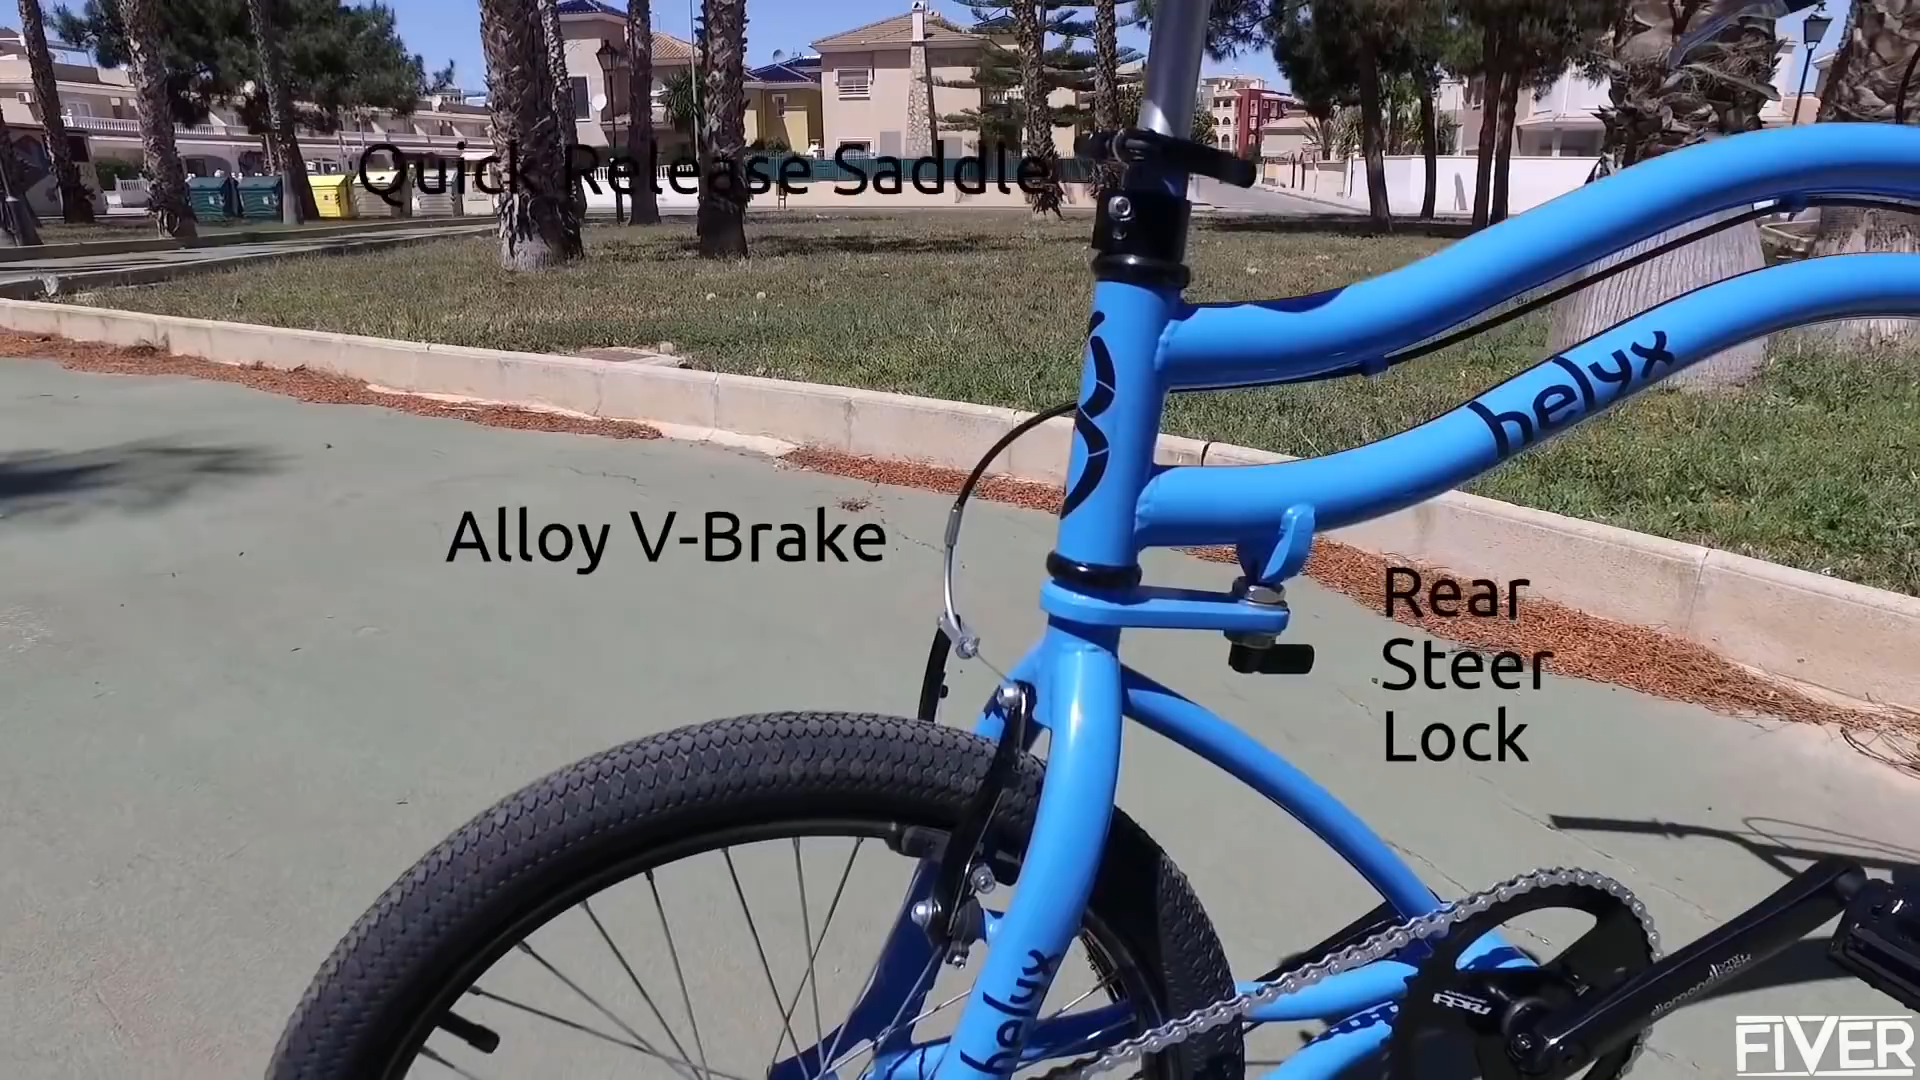 Quick Release Saddle
helyx
Alloy V-Brake
Rear
Steer
Lock
helyx
FIVER